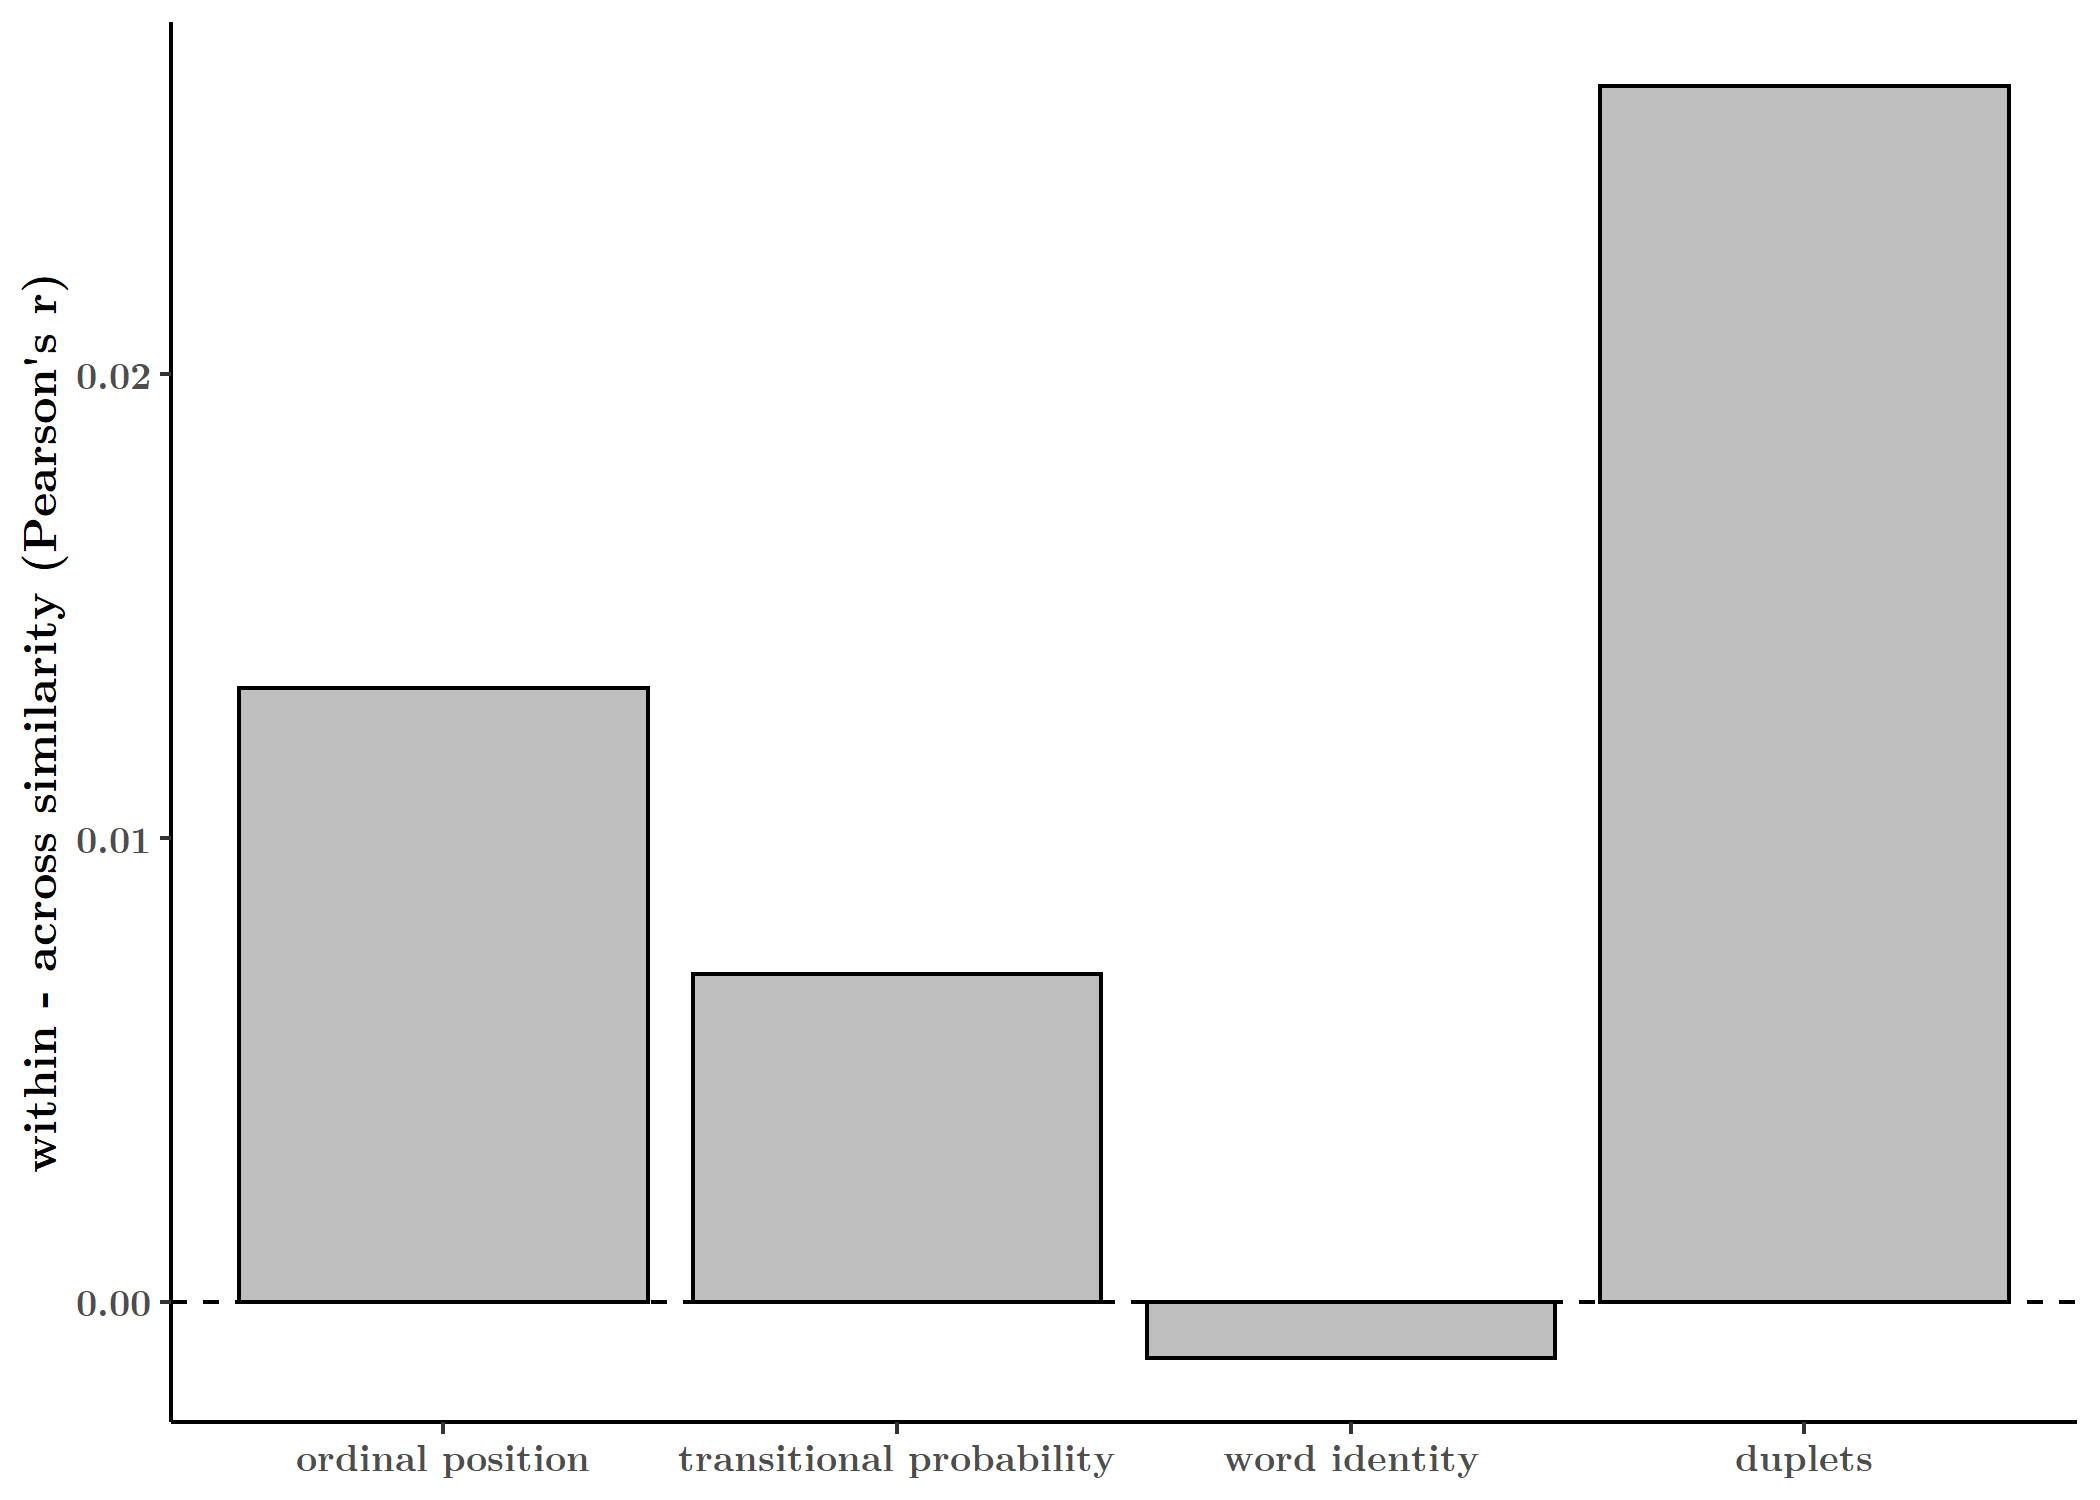 within - across similarity (Pearson's r)
0.02
0.01
0.00
ordinal position
transitional probability
word identity
duplets